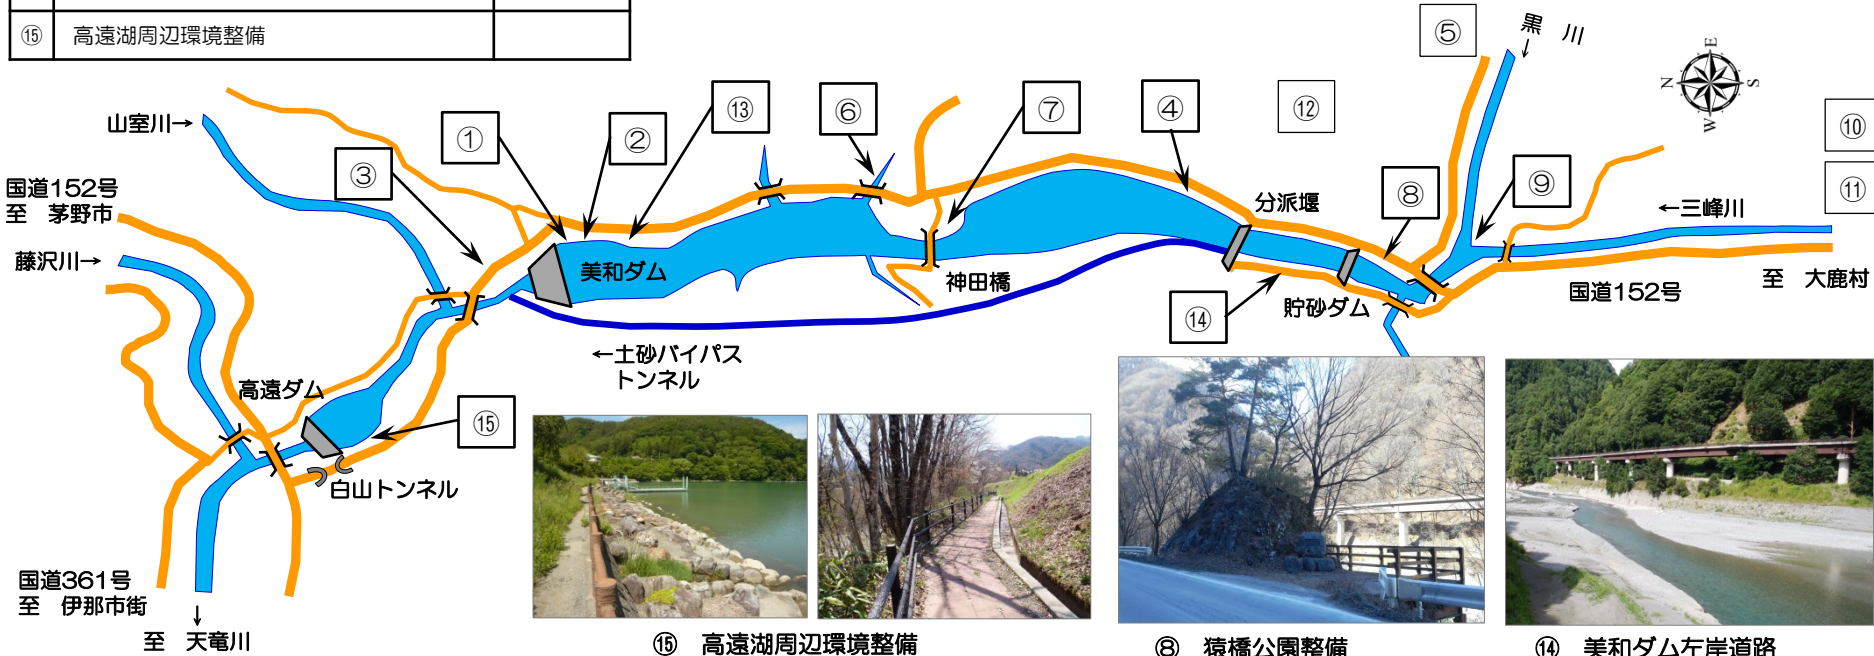 ⑮ 高遠湖周辺環境整備
⑤
黒 川
↓
N
E
S
W
⑬
⑥
⑦
④
⑫
⑩
山室川→
①
②
③
⑧
⑨
⑪
国道152号
至 茅野市
分派堰
←三峰川
藤沢川→
美和ダム
神田橋
国道152号
至 大鹿村
貯砂ダム
⑭
←土砂バイパス
トンネル
高遠ダム
⑮
白山トンネル
国道361号
至 伊那市街
↓
至 天竜川
⑮ 高遠湖周辺環境整備
⑧ 猿橋公園整備
⑭ 美和ダム左岸道路